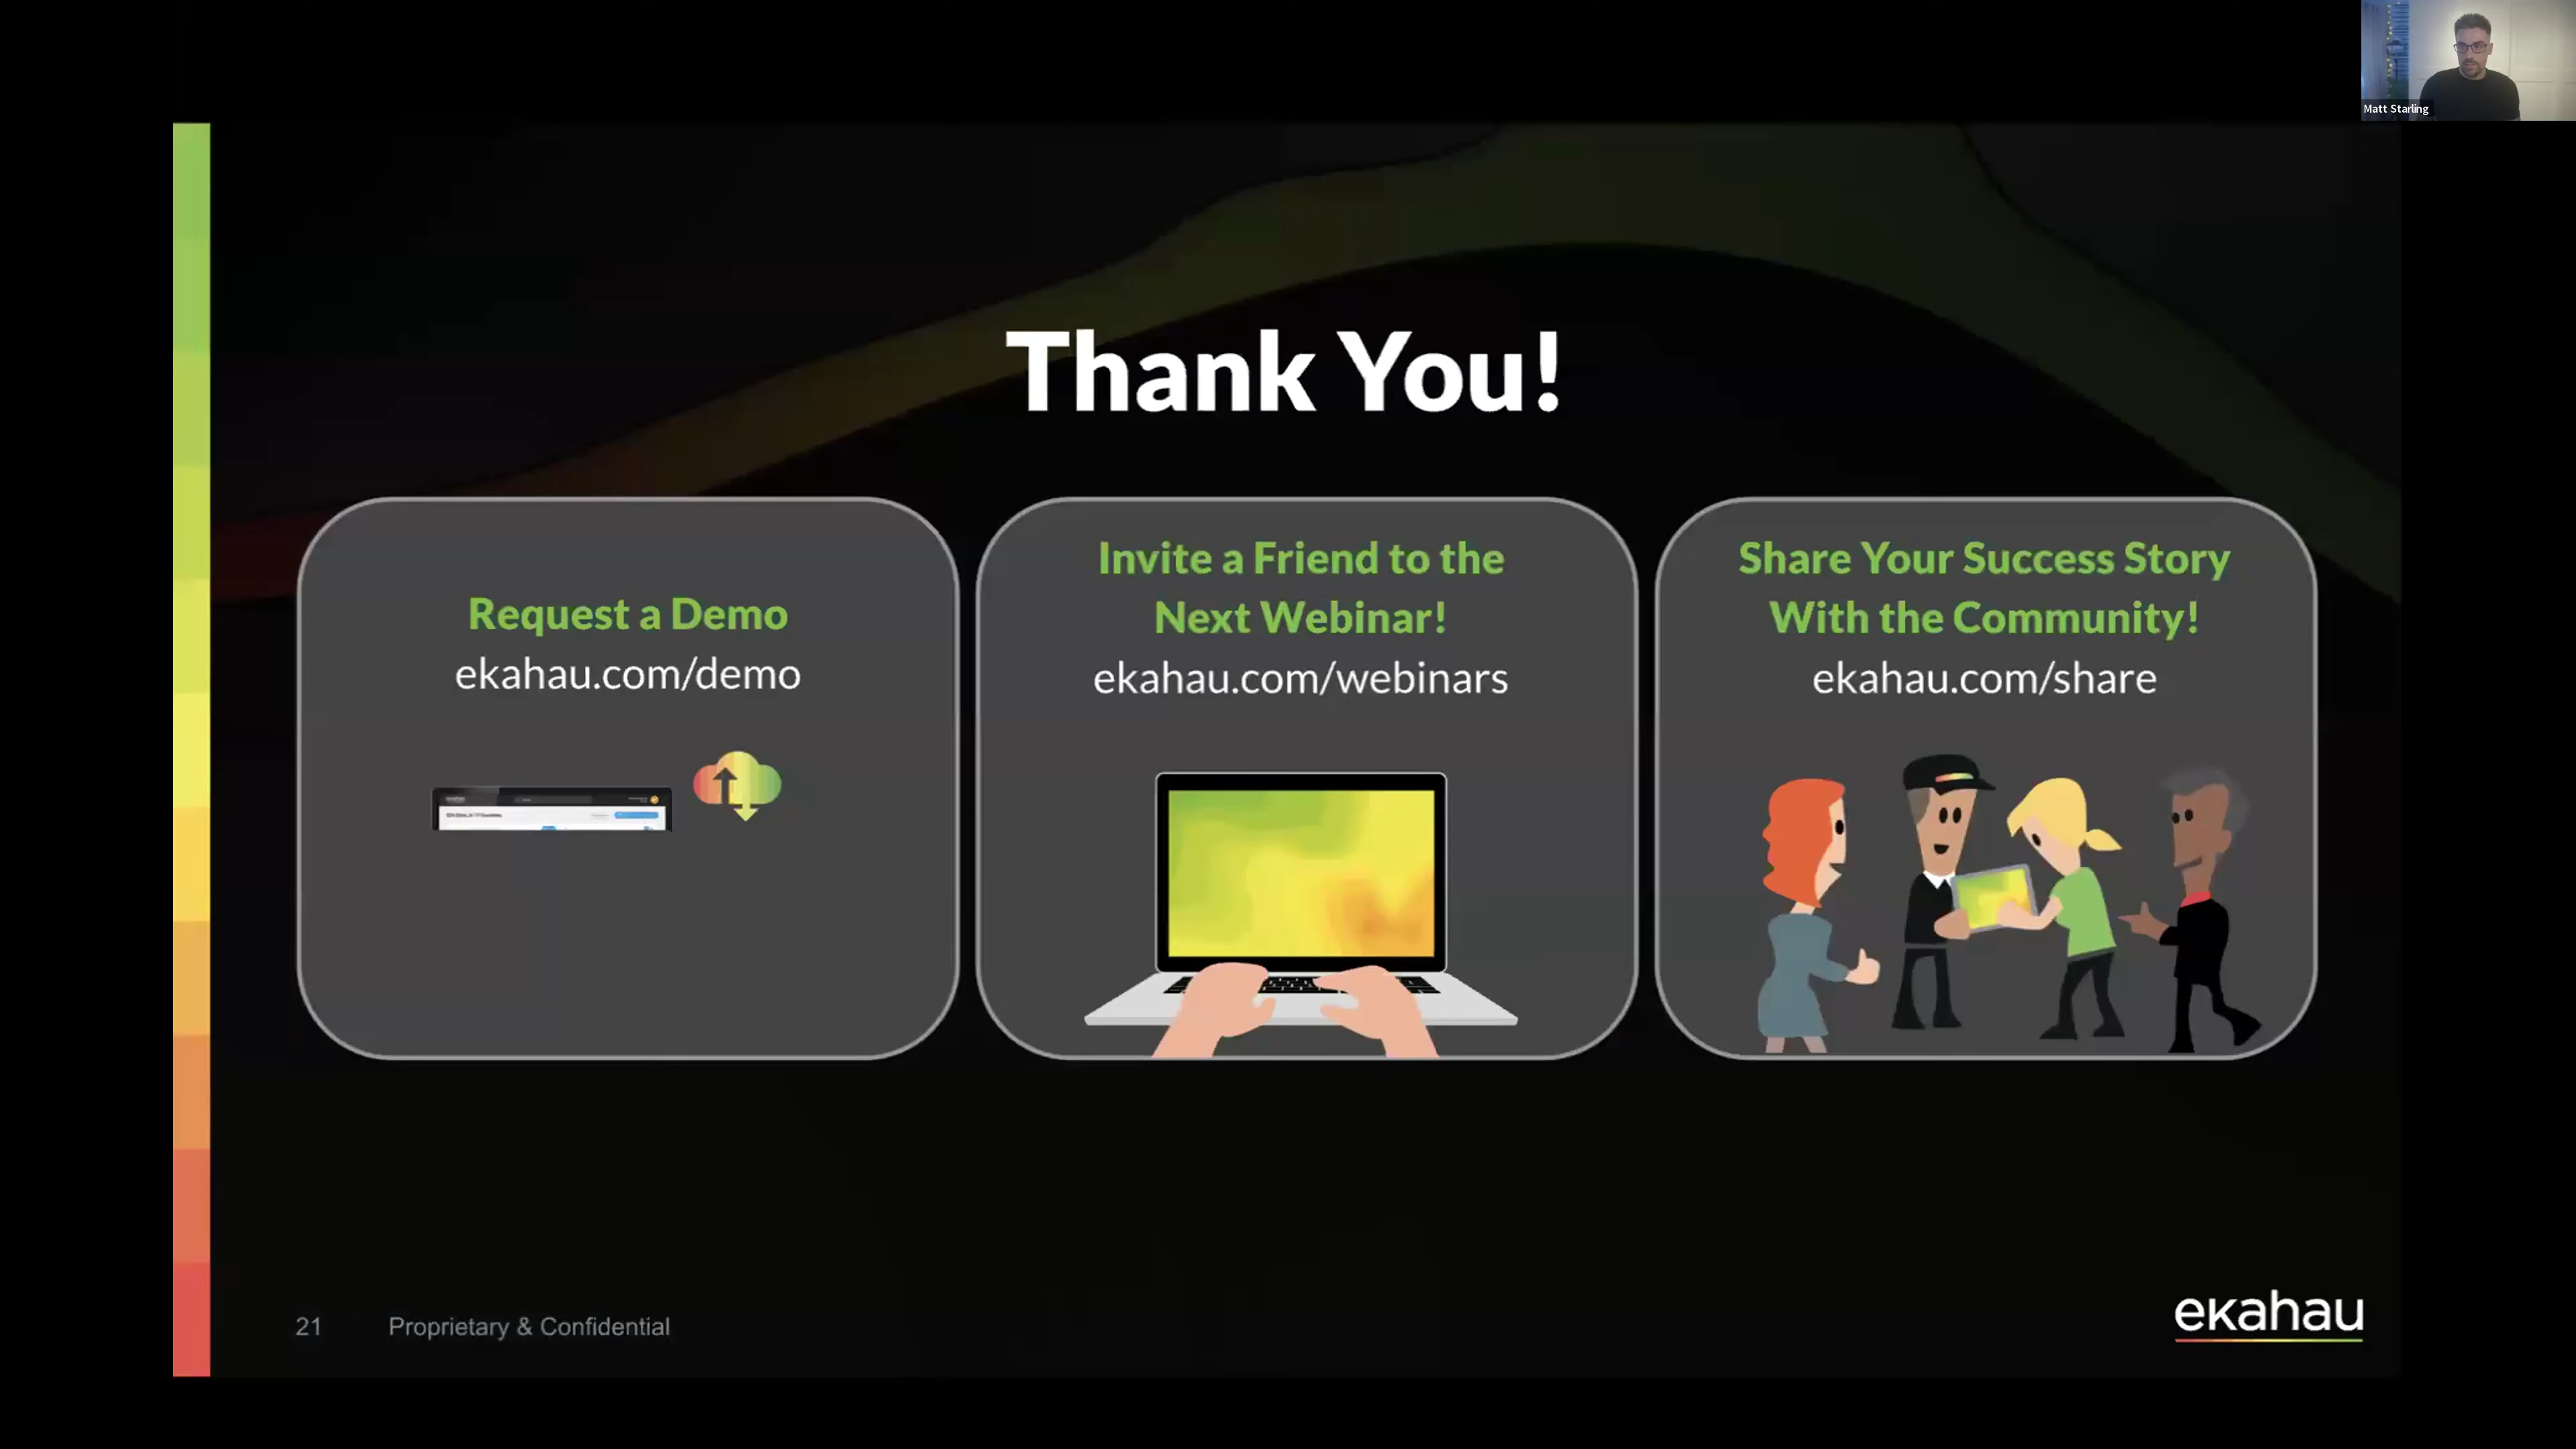 Matt Starling
Thank You!
Request a Demo
ekahau.com/demo
Invite a Friend to the
Next Webinar!
ekahau.com/webinars
Share Your Success Story
With the Community!
ekahau.com/share
21
Proprietary & Confidential
ekahau